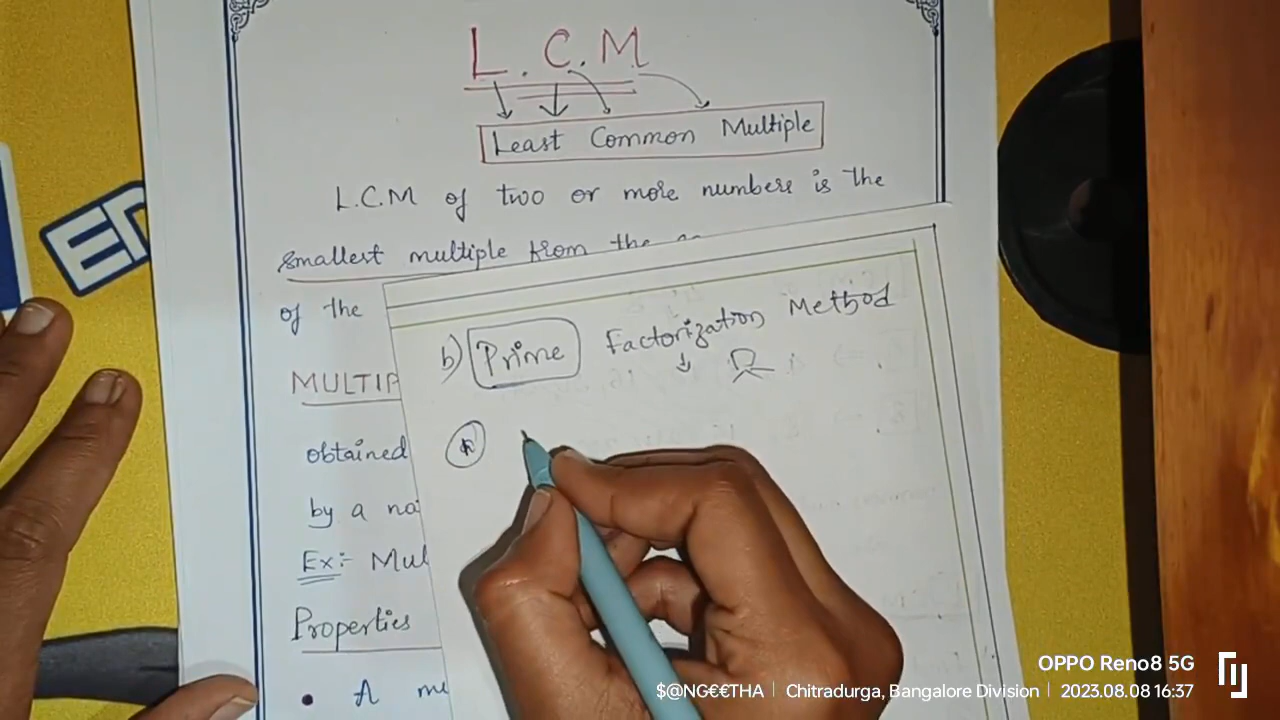 L.C.M
Least Common Multiple
L.C.M of two or more numbers is the
smallest multiple from the
of the
b) Prime Factorization Method
MULTIP
obtained
by a na
Ex:- Mul
Properties
• A mu
OPPO Reno8 5G
$@NG€€THA | Chitradurga, Bangalore Division | 2023.08.08 16:37